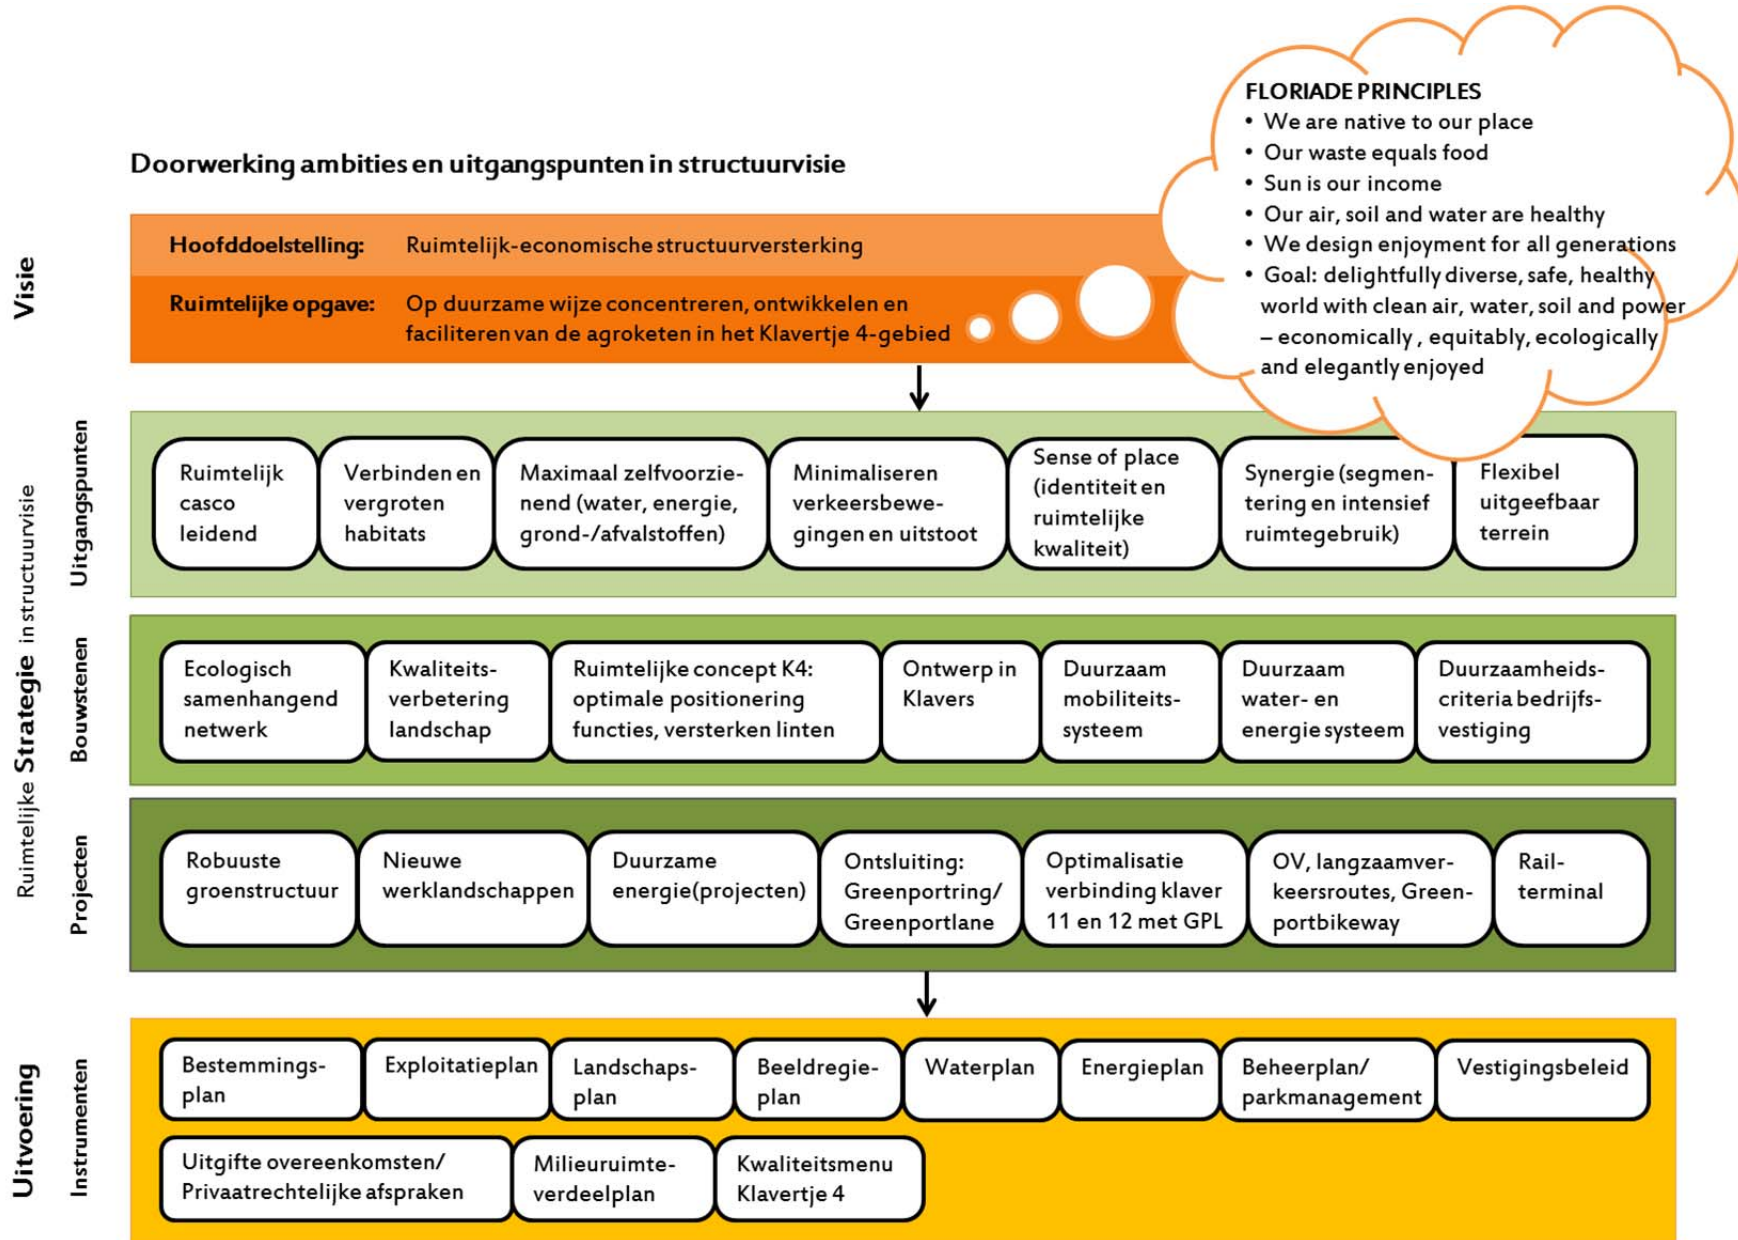 FLORIADE PRINCIPLES
• We are native to our place
• Our waste equals food
• Sun is our income
• Our air, soil and water are healthy
• We design enjoyment for all generations
• Goal: delightfully diverse, safe, healthy
world with clean air, water, soil and power
– economically , equitably, ecologically
and elegantly enjoyed
Doorwerking ambities en uitgangspunten in structuurvisie
Visie
Hoofddoelstelling: Ruimtelijk-economische structuurversterking
Ruimtelijke opgave: Op duurzame wijze concentreren, ontwikkelen en
faciliteren van de agroketen in het Klavertje 4-gebied
Ruimtelijke Strategie in structuurvisie
Uitgangspunten
Ruimtelijk
casco
leidend
Verbinden en
vergroten
habitats
Maximaal zelfvoorzie-
nend (water, energie,
grond-/afvalstoffen)
Minimaliseren
verkeersbewe-
gingen en uitstoot
Sense of place
(identiteit en
ruimtelijke
kwaliteit)
Synergie (segmen-
tering en intensief
ruimtegebruik)
Flexibel
uitgeefbaar
terrein
Bouwstenen
Ecologisch
samenhangend
netwerk
Kwaliteits-
verbetering
landschap
Ruimtelijke concept K4:
optimale positionering
functies, versterken linten
Ontwerp in
Klavers
Duurzaam
mobiliteits-
systeem
Duurzaam
water- en
energie systeem
Duurzaamheids-
criteria bedrijfs-
vestiging
Projecten
Robuuste
groenstructuur
Nieuwe
werklandschappen
Duurzame
energie(projecten)
Ontsluiting:
Greenportring/
Greenportlane
Optimalisatie
verbinding klaver
11 en 12 met GPL
OV, langzaamver-
keersroutes, Green-
portbikeway
Rail-
terminal
Uitvoering
Instrumenten
Bestemmings-
plan
Exploitatieplan
Landschaps-
plan
Beeldregie-
plan
Waterplan
Energieplan
Beheerplan/
parkmanagement
Vestigingsbeleid
Uitgifte overeenkomsten/
Privaatrechtelijke afspraken
Milieuruimte-
verdeelplan
Kwaliteitsmenu
Klavertje 4